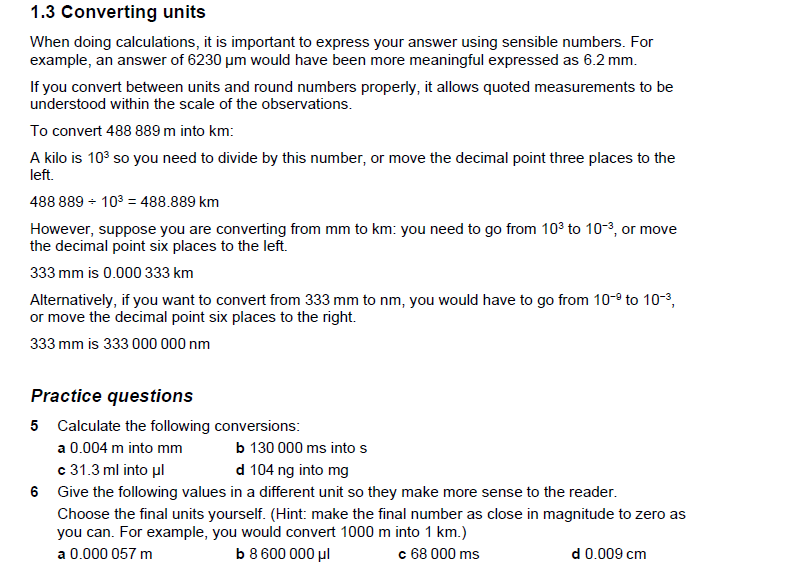 1.3 Converting units
When doing calculations, it is important to express your answer using sensible numbers. For
example, an answer of 6230 μm would have been more meaningful expressed as 6.2 mm.
If you convert between units and round numbers properly, it allows quoted measurements to be
understood within the scale of the observations.
To convert 488 889 m into km:
A kilo is 10³ so you need to divide by this number, or move the decimal point three places to the
left.
488 889 ÷ 10³ = 488.889 km
However, suppose you are converting from mm to km: you need to go from 10³ to 10⁻³, or move
the decimal point six places to the left.
333 mm is 0.000 333 km
Alternatively, if you want to convert from 333 mm to nm, you would have to go from 10⁻⁹ to 10⁻³,
or move the decimal point six places to the right.
333 mm is 333 000 000 nm
Practice questions
5 Calculate the following conversions:
a 0.004 m into mm b 130 000 ms into s
c 31.3 ml into μl d 104 ng into mg
6 Give the following values in a different unit so they make more sense to the reader.
Choose the final units yourself. (Hint: make the final number as close in magnitude to zero as
you can. For example, you would convert 1000 m into 1 km.)
a 0.000 057 m b 8 600 000 μl c 68 000 ms d 0.009 cm